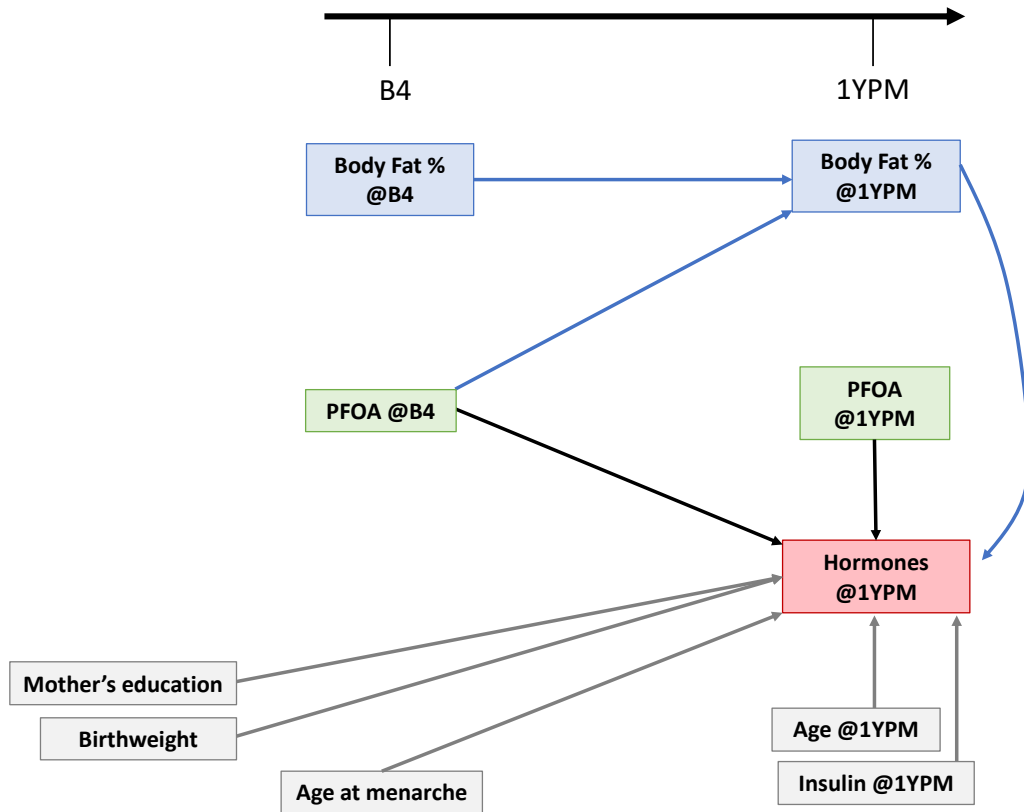 B4
1YPM
Body Fat %
@B4
Body Fat %
@1YPM
PFOA @B4
PFOA
@1YPM
Hormones
@1YPM
Mother’s education
Birthweight
Age at menarche
Age @1YPM
Insulin @1YPM